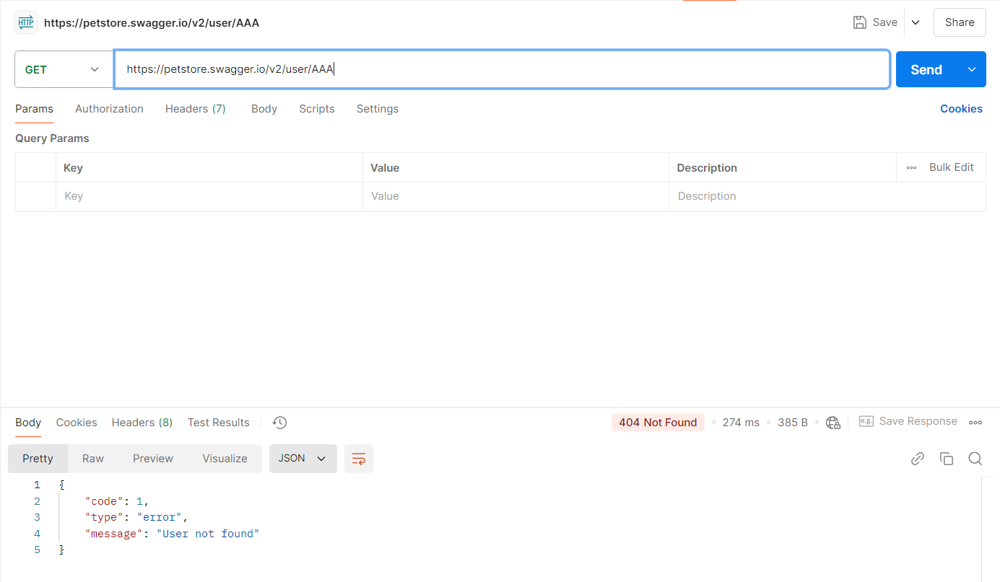 HTTP https://petstore.swagger.io/v2/user/AAA Save Share
GET https://petstore.swagger.io/v2/user/AAA Send
Params Authorization Headers (7) Body Scripts Settings Cookies
Query Params
Key Value Description Bulk Edit
Key Value Description
Body Cookies Headers (8) Test Results 404 Not Found 274 ms 385 B e.g. Save Response
Pretty Raw Preview Visualize JSON
1 {
2 "code": 1,
3 "type": "error",
4 "message": "User not found"
5 }